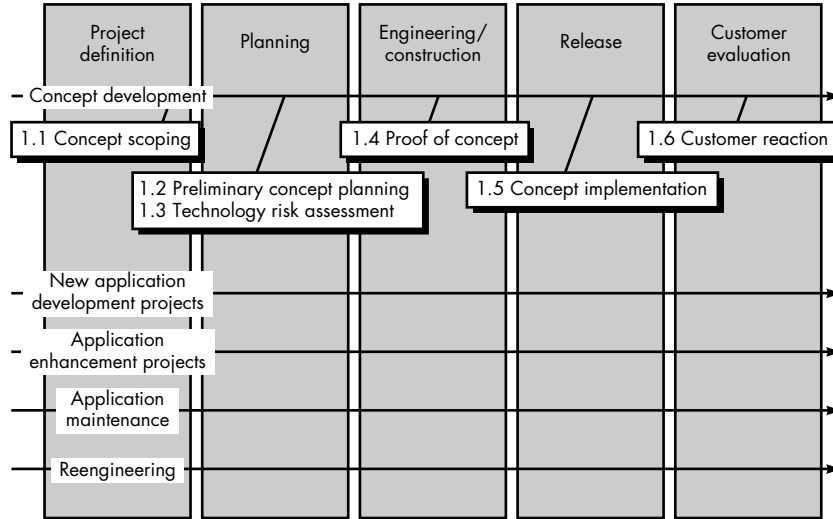 Project
definition
Planning
Engineering/
construction
Release
Customer
evaluation
Concept development
1.1 Concept scoping
1.4 Proof of concept
1.6 Customer reaction
1.2 Preliminary concept planning
1.3 Technology risk assessment
1.5 Concept implementation
New application
development projects
Application
enhancement projects
Application
maintenance
Reengineering